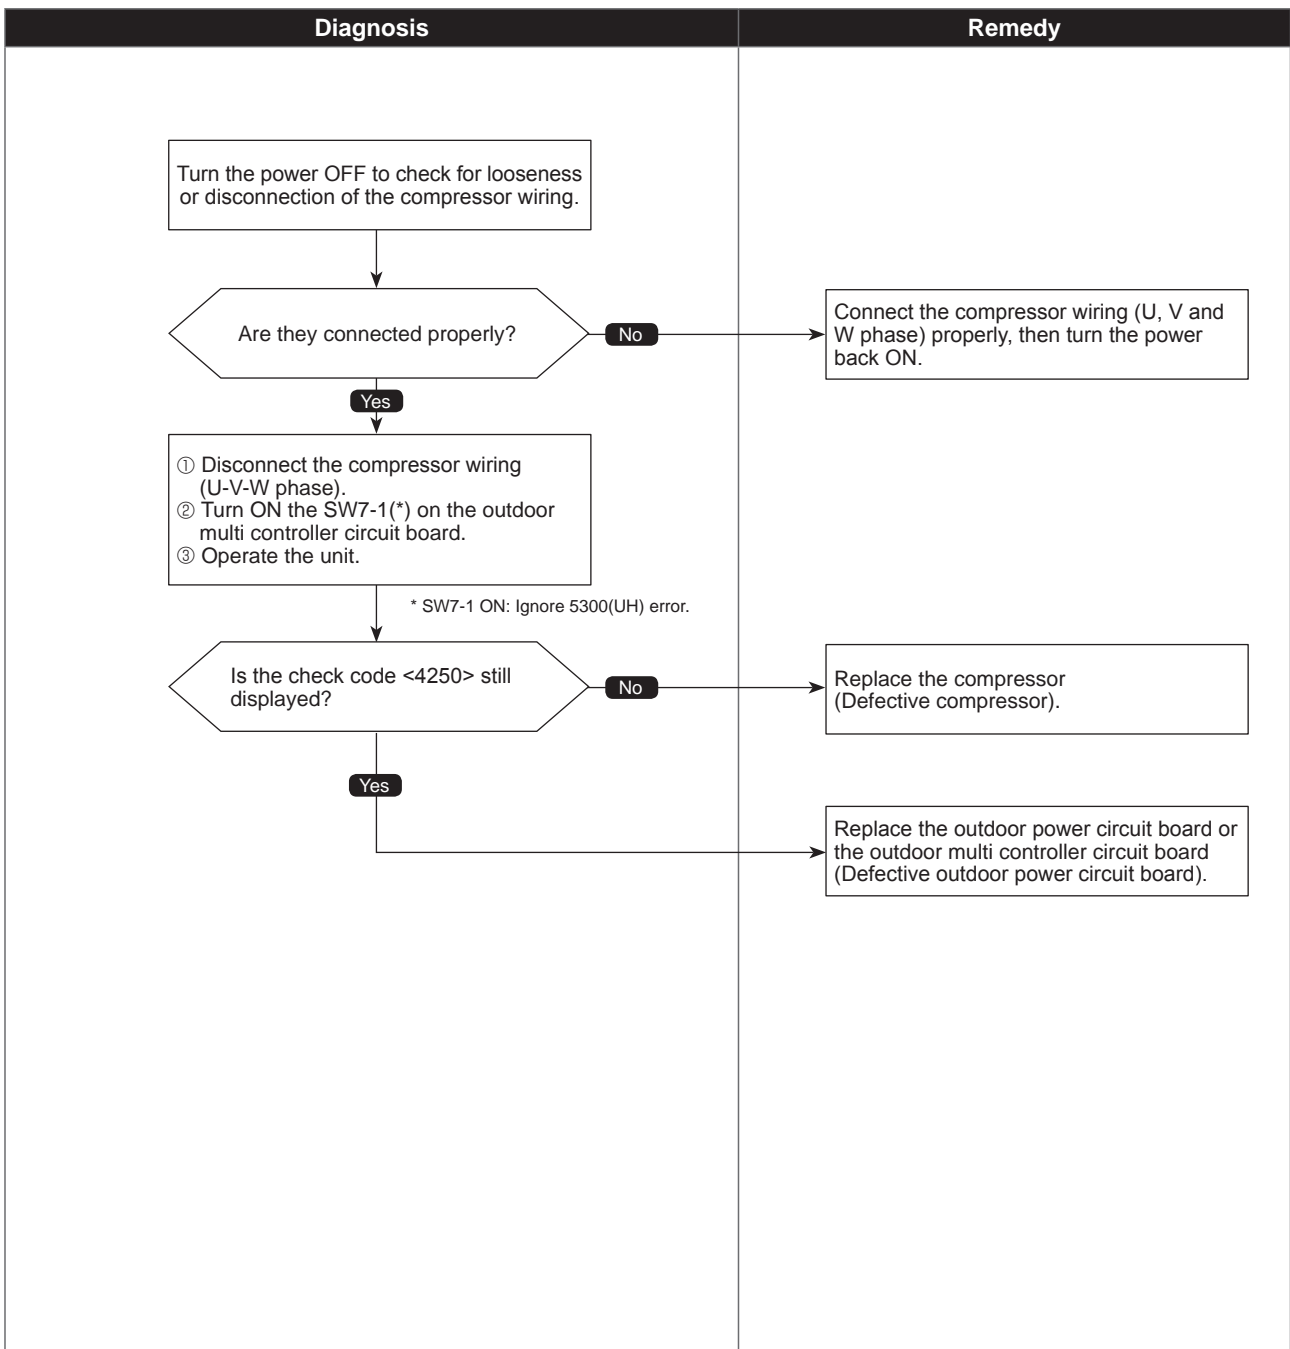 Diagnosis
Remedy
Turn the power OFF to check for looseness
or disconnection of the compressor wiring.
Are they connected properly?
No
Connect the compressor wiring (U, V and
W phase) properly, then turn the power
back ON.
Yes
① Disconnect the compressor wiring
(U-V-W phase).
② Turn ON the SW7-1(*) on the outdoor
multi controller circuit board.
③ Operate the unit.
* SW7-1 ON: Ignore 5300(UH) error.
Is the check code <4250> still
displayed?
No
Replace the compressor
(Defective compressor).
Yes
Replace the outdoor power circuit board or
the outdoor multi controller circuit board
(Defective outdoor power circuit board).